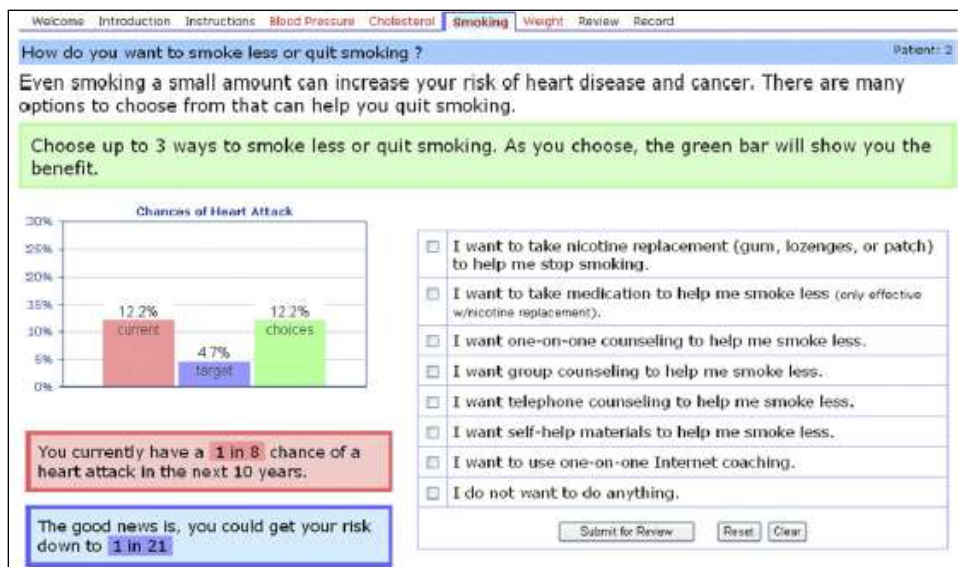 Welcome Introduction Instructions Blood Pressure Cholesterol Smoking Weight Review Record
How do you want to smoke less or quit smoking ? Patient: 2
Even smoking a small amount can increase your risk of heart disease and cancer. There are many
options to choose from that can help you quit smoking.
Choose up to 3 ways to smoke less or quit smoking. As you choose, the green bar will show you the
benefit.
Chances of Heart Attack
30%
25%
20%
15%
10%
5%
0%
12.2%
current
4.7%
target
12.2%
choices
You currently have a 1 in 8 chance of a
heart attack in the next 10 years.
The good news is, you could get your risk
down to 1 in 21
I want to take nicotine replacement (gum, lozenges, or patch)
to help me stop smoking.
I want to take medication to help me smoke less (only effective
w/nicotine replacement).
I want one-on-one counseling to help me smoke less.
I want group counseling to help me smoke less.
I want telephone counseling to help me smoke less.
I want self-help materials to help me smoke less.
I want to use one-on-one Internet coaching.
I do not want to do anything.
Submit for Review Reset Clear